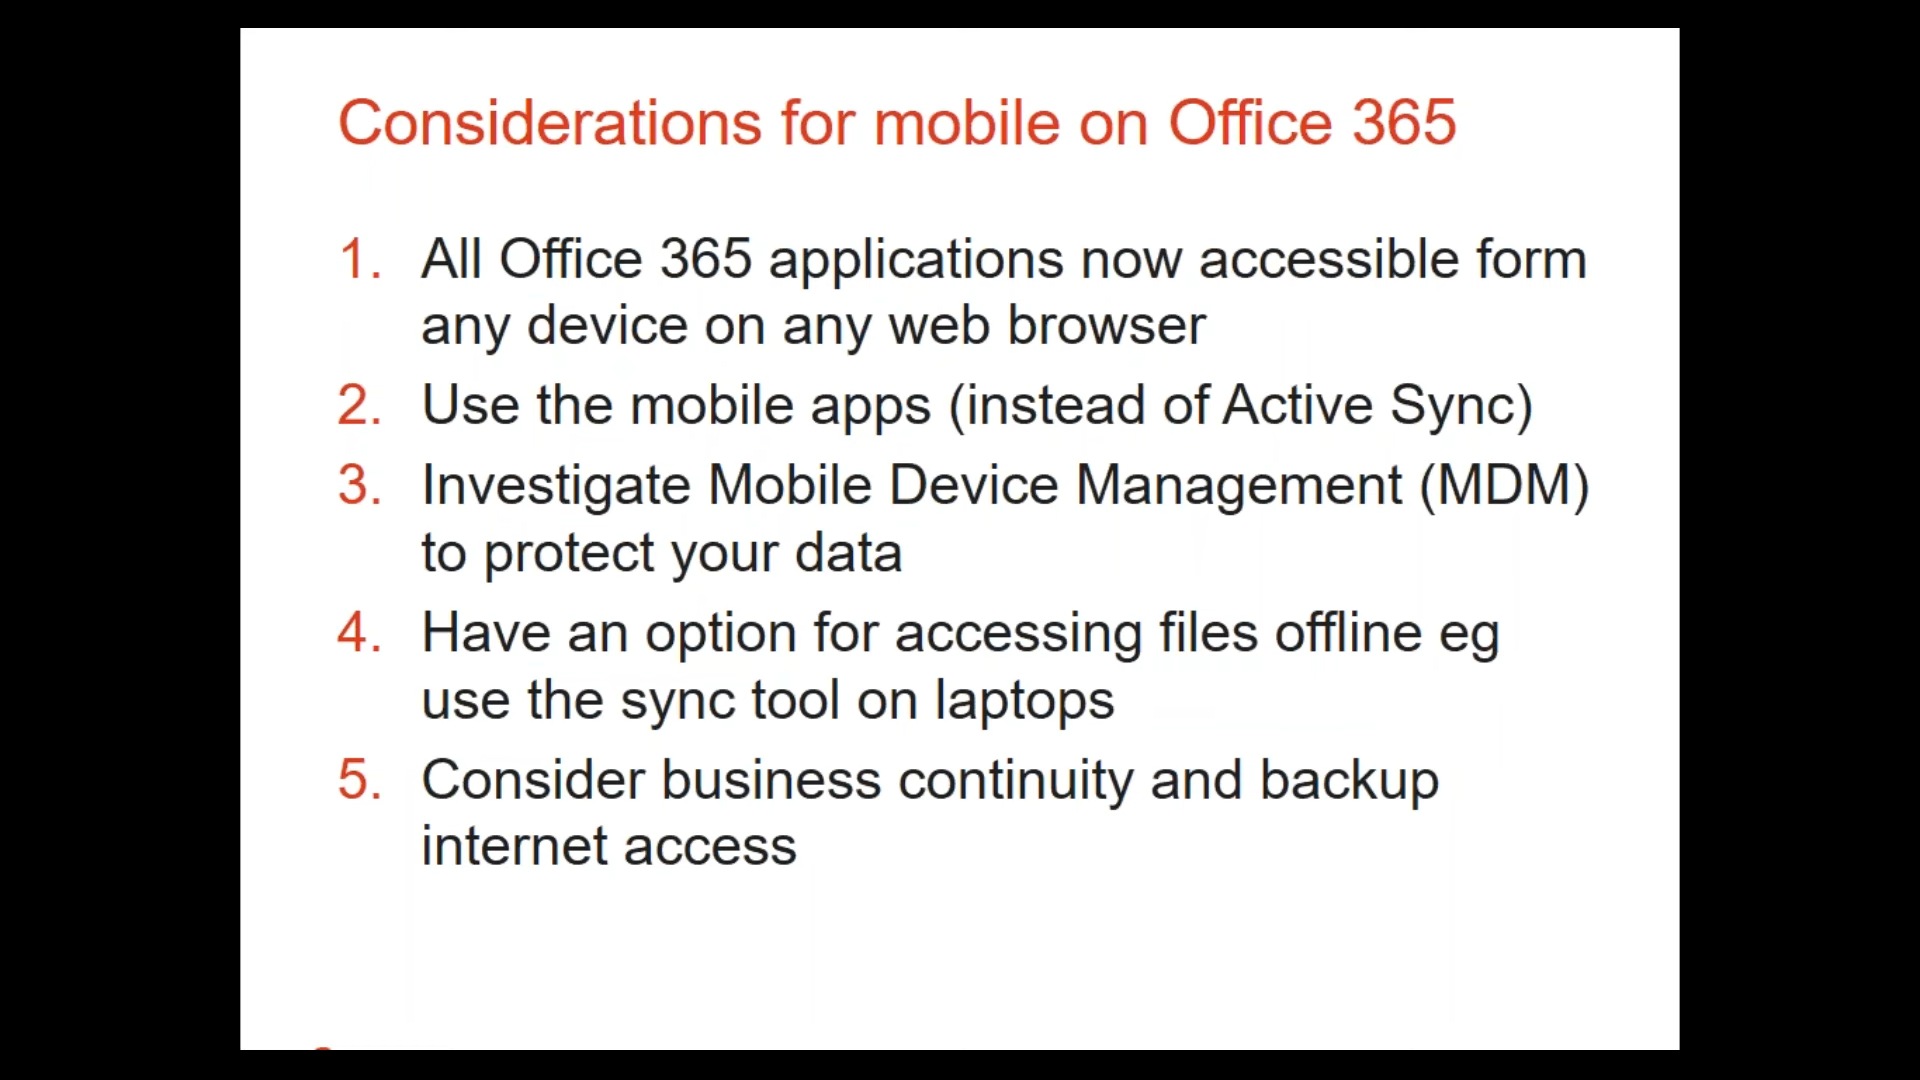 Considerations for mobile on Office 365
1. All Office 365 applications now accessible form
any device on any web browser
2. Use the mobile apps (instead of Active Sync)
3. Investigate Mobile Device Management (MDM)
to protect your data
4. Have an option for accessing files offline eg
use the sync tool on laptops
5. Consider business continuity and backup
internet access